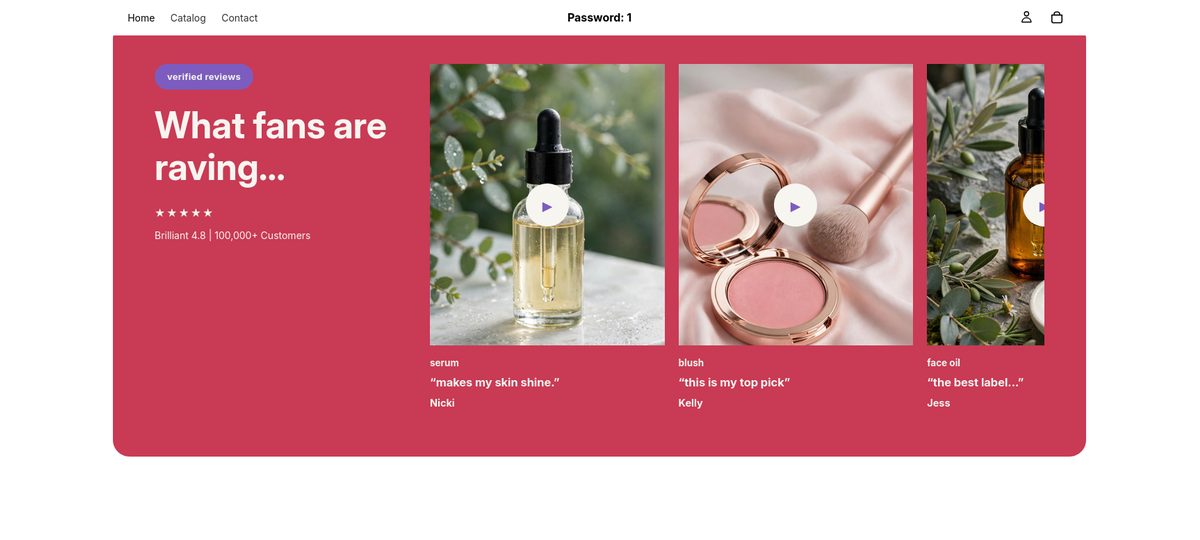 Home Catalog Contact Password: 1
verified reviews
What fans are
raving...
★★★★★
Brilliant 4.8 | 100,000+ Customers
serum
“makes my skin shine.”
Nicki
blush
“this is my top pick”
Kelly
face oil
“the best label...”
Jess